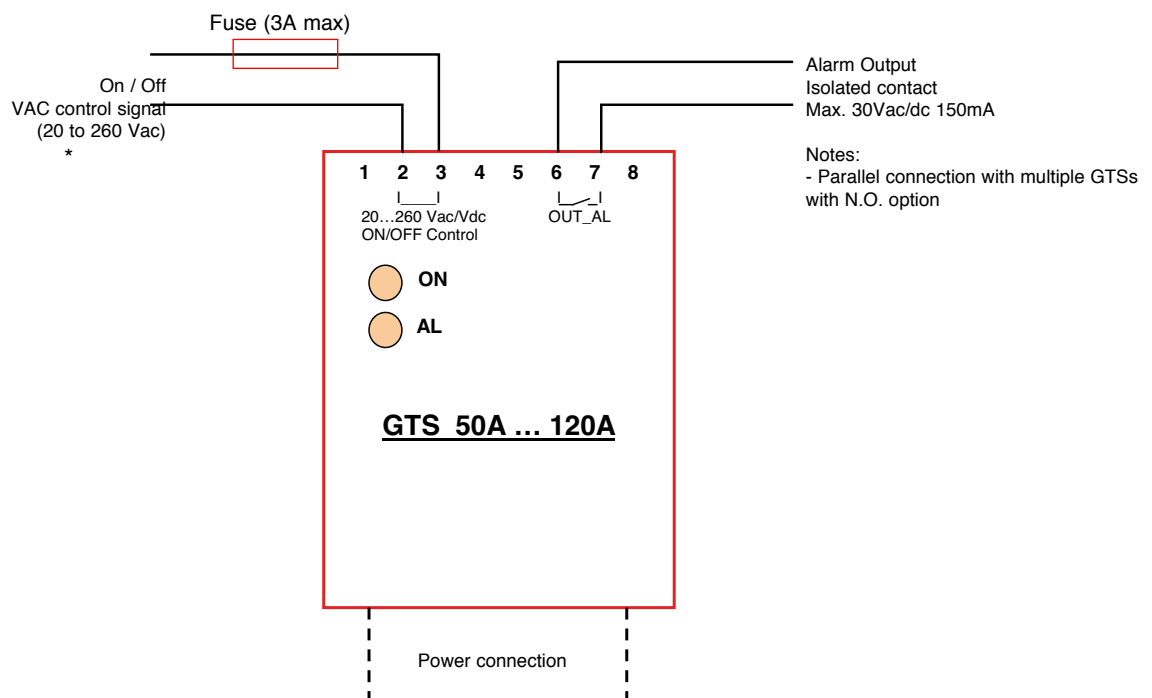 Fuse (3A max)
On / Off
VAC control signal
(20 to 260 Vac)
*
Alarm Output
Isolated contact
Max. 30Vac/dc 150mA
Notes:
- Parallel connection with multiple GTSs
with N.O. option
1 2 3 4 5 6 7 8
20…260 Vac/Vdc
ON/OFF Control
OUT_AL
ON
AL
GTS 50A … 120A
Power connection